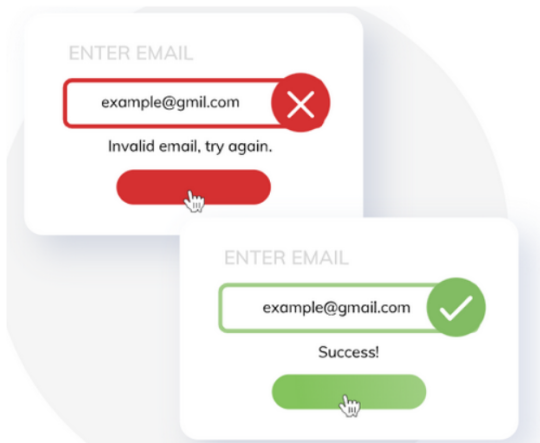 ENTER EMAIL
example@gmil.com
Invalid email, try again.
ENTER EMAIL
example@gmail.com
Success!